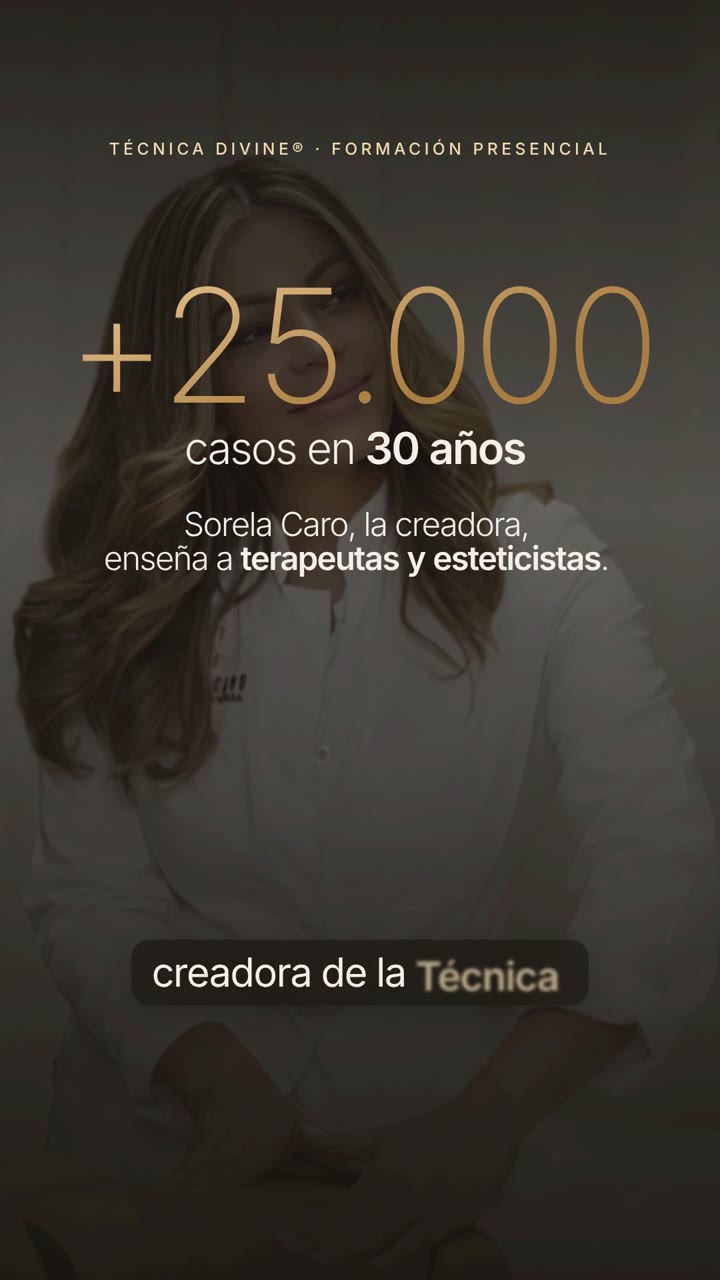 TÉCNICA DIVINE® · FORMACIÓN PRESENCIAL
+25.000
casos en 30 años
Sorela Caro, la creadora,
enseña a terapeutas y esteticistas.
creadora de la Técnica